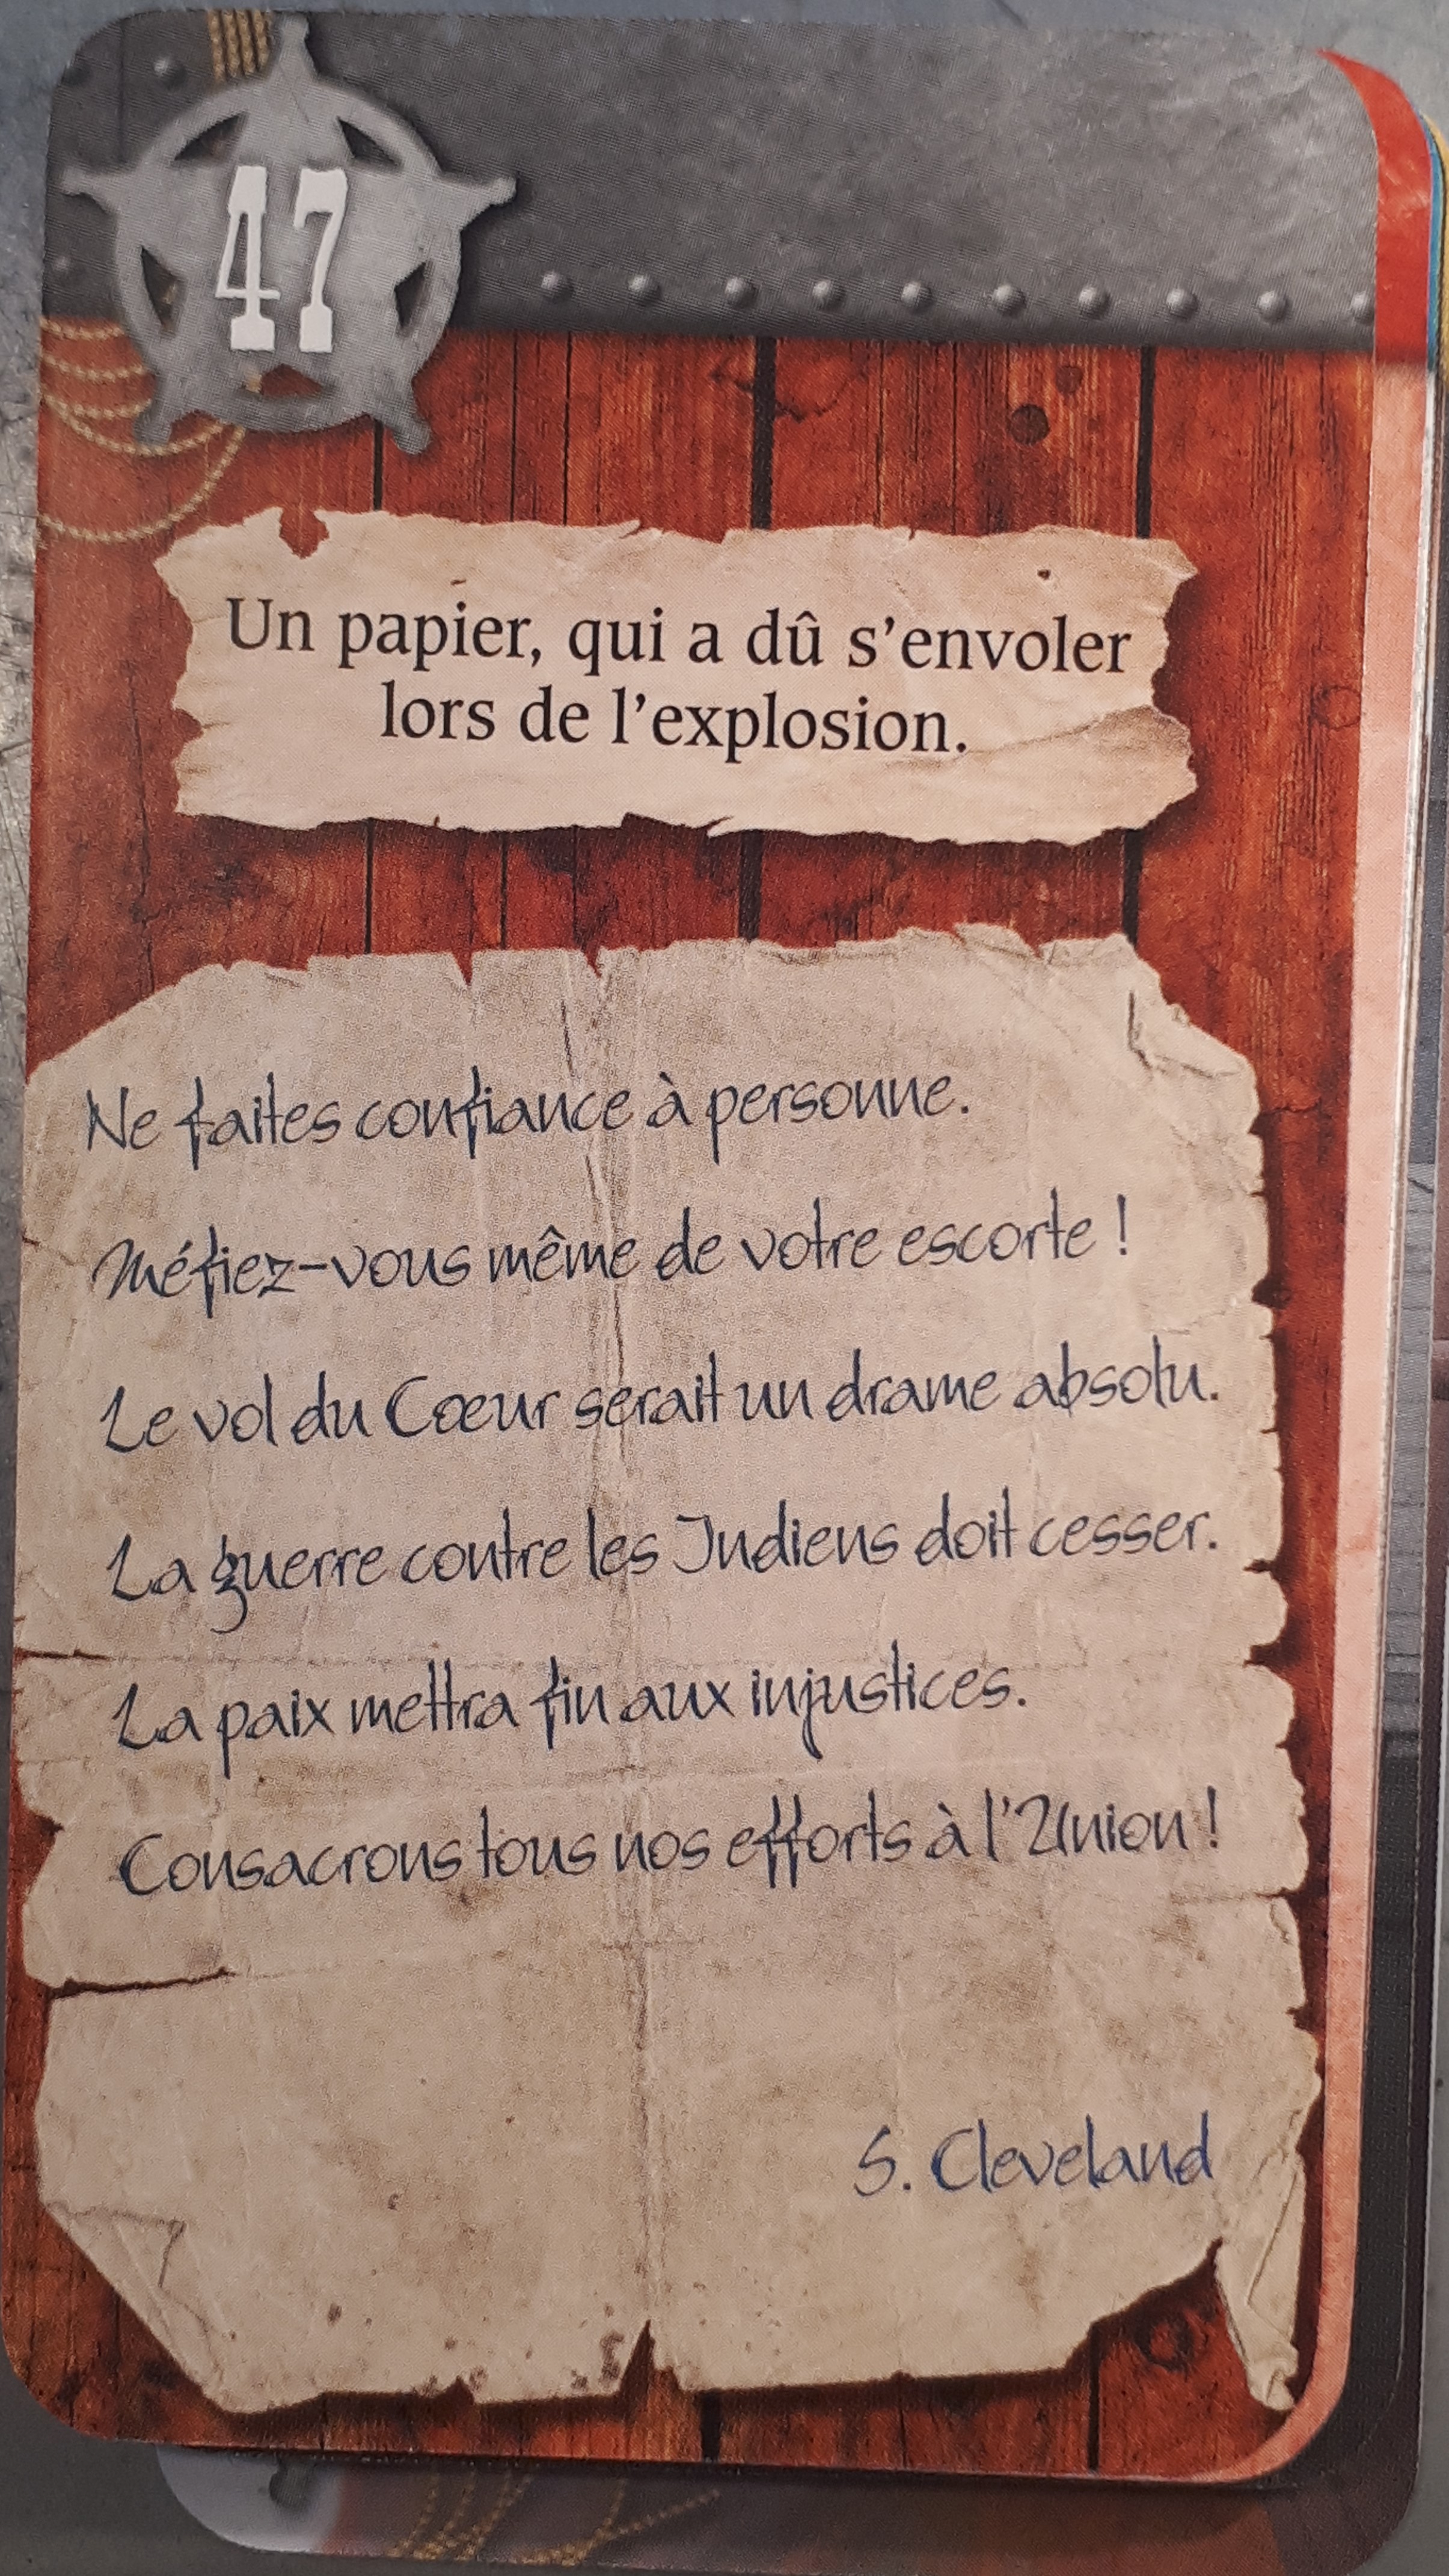 47
Un papier, qui a dû s'envoler
lors de l'explosion.
Ne faites confiance à personne.
Méfiez-vous même de votre escorte !
Le vol du Cœur serait un drame absolu.
La guerre contre les Indiens doit cesser.
La paix mettra fin aux injustices.
Consacrons tous nos efforts à l'Union !
S. Cleveland